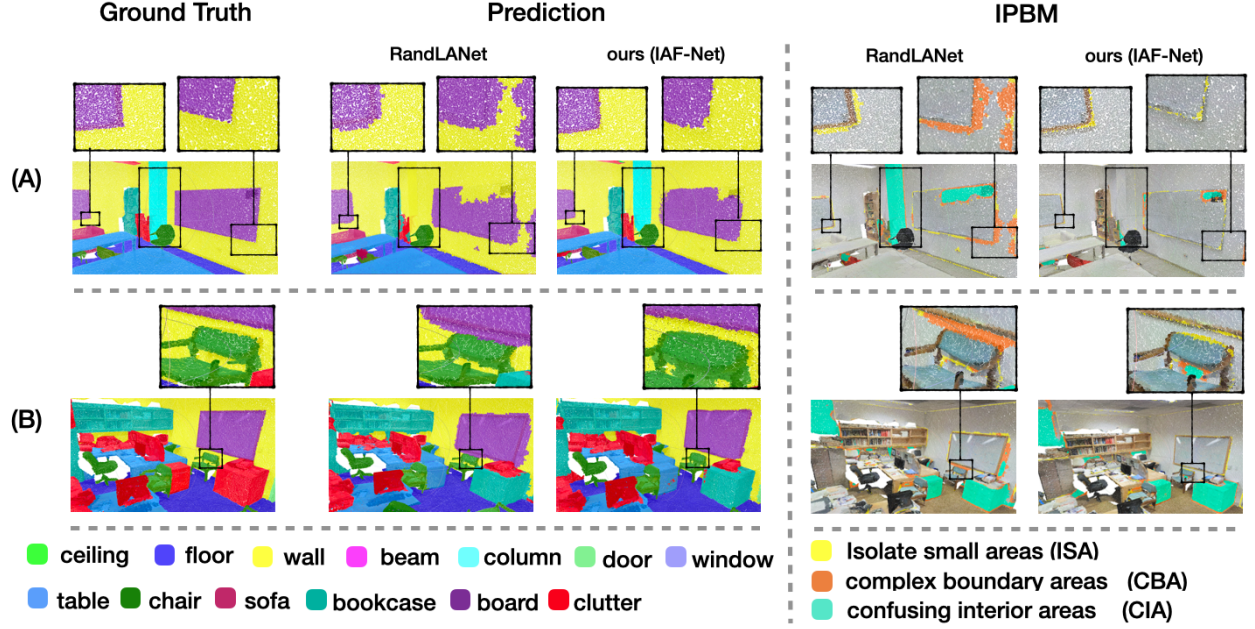 Ground Truth
Prediction
IPBM
RandLANet
ours (IAF-Net)
RandLANet
ours (IAF-Net)
(A)
(B)
ceiling
floor
wall
beam
column
door
window
table
chair
sofa
bookcase
board
clutter
Isolate small areas (ISA)
complex boundary areas (CBA)
confusing interior areas (CIA)